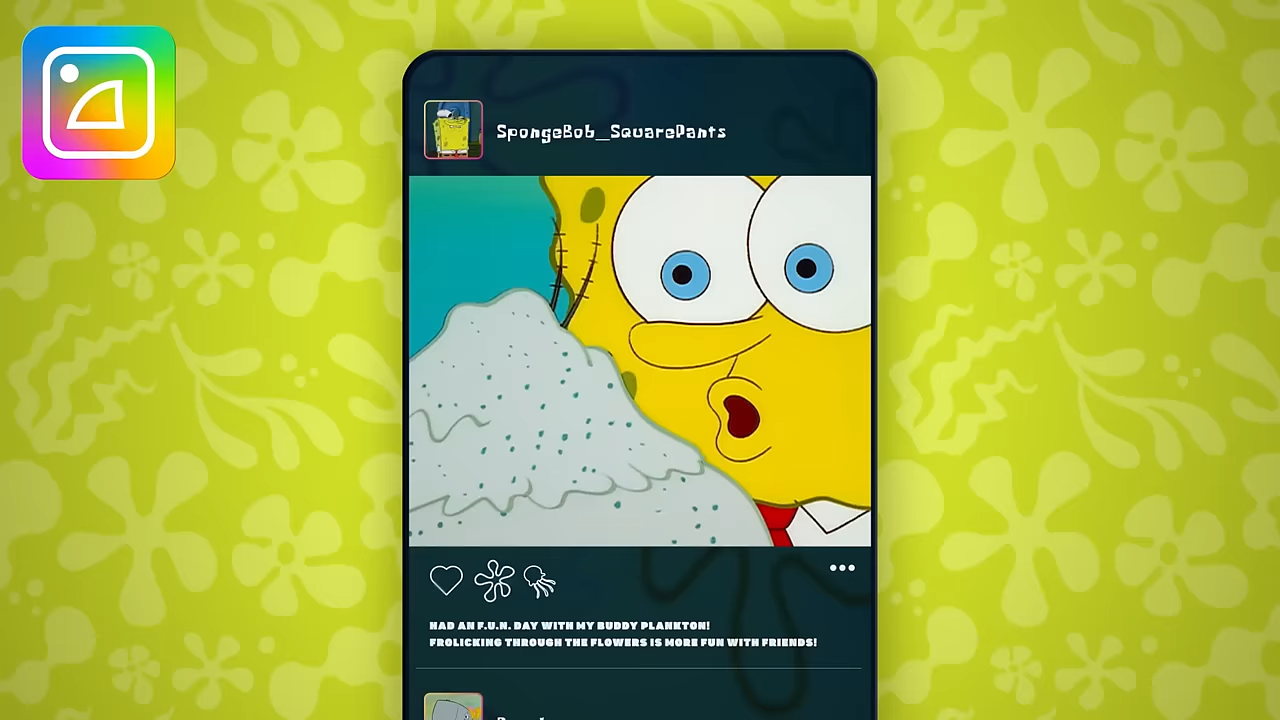 SpongeBob_SquarePants
HAD AN F.U.N. DAY WITH MY BUDDY PLANKTON!
FROLICKING THROUGH THE FLOWERS IS MORE FUN WITH FRIENDS!